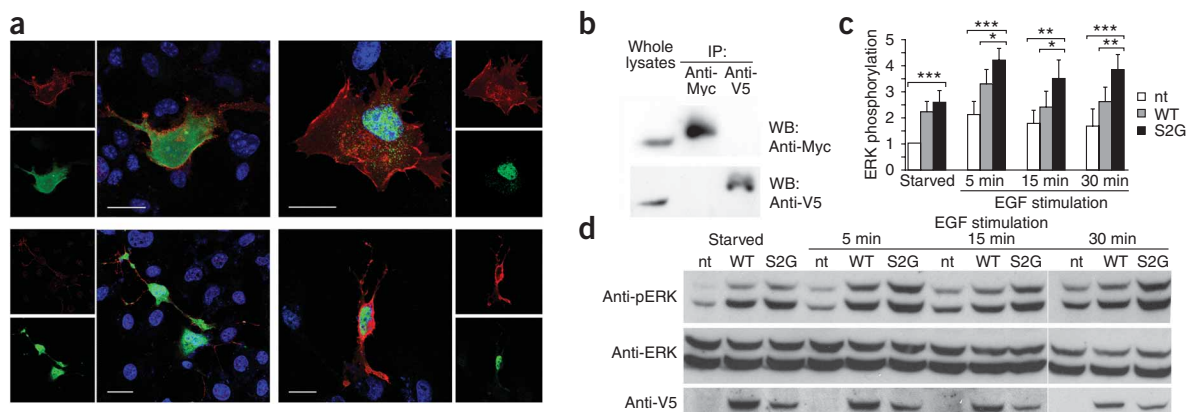 a
b
Whole lysates
IP:
Anti-Myc
Anti-V5
WB: Anti-Myc
WB: Anti-V5
c
ERK phosphorylation
5
4
3
2
1
0
***
***
*
**
*
***
**
nt
WT
S2G
Starved
5 min
15 min
30 min
EGF stimulation
d
EGF stimulation
Starved
5 min
15 min
30 min
nt WT S2G nt WT S2G nt WT S2G nt WT S2G
Anti-pERK
Anti-ERK
Anti-V5